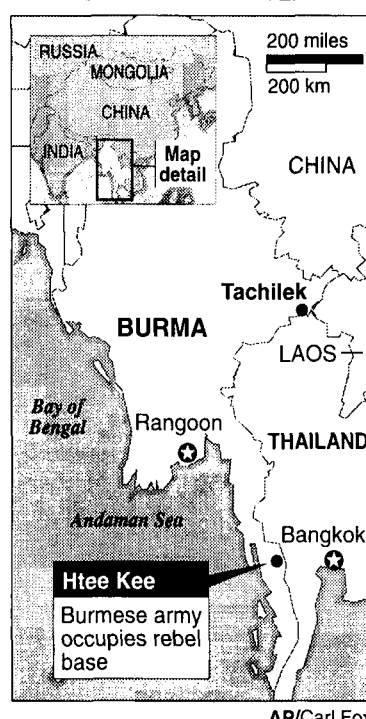 200 miles
200 km
RUSSIA
MONGOLIA
CHINA
INDIA
Map
detail
CHINA
Tachilek
BURMA
LAOS
Bay of
Bengal
Rangoon
THAILAND
Andaman Sea
Bangkok
Htee Kee
Burmese army
occupies rebel
base
AP/Carl Fox